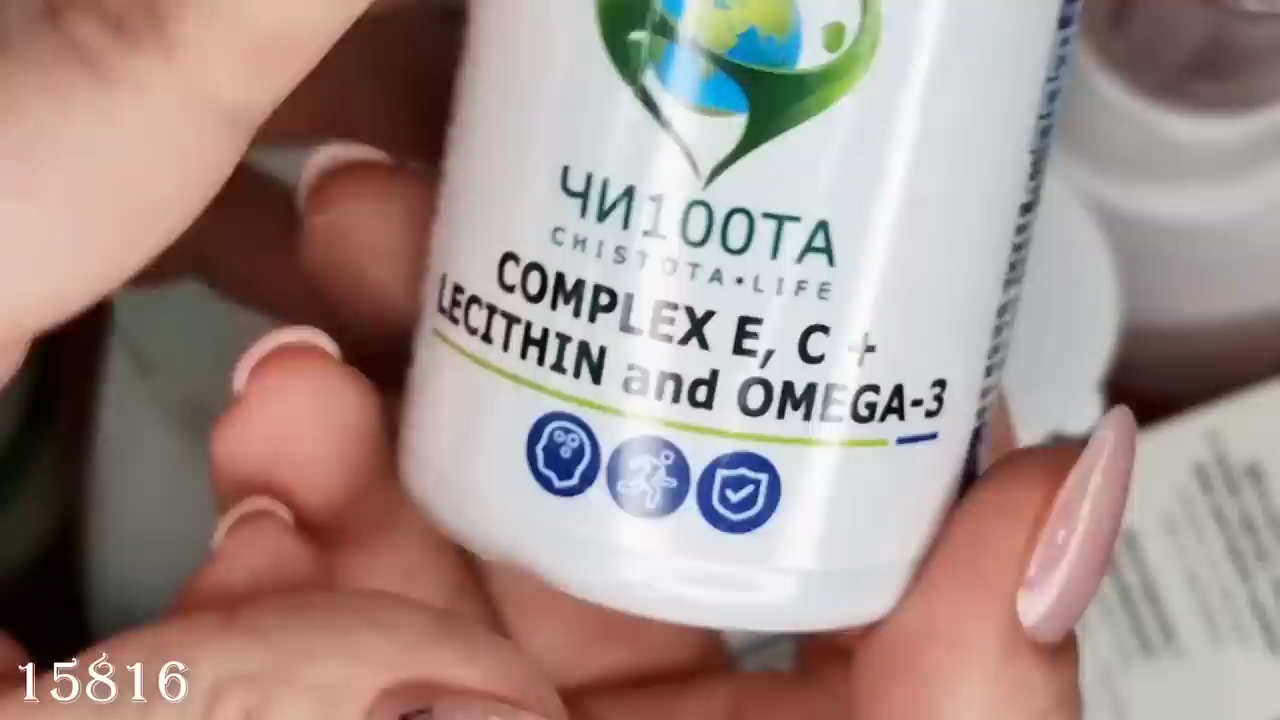 ЧИ100ТА
CHISTOTA•LIFE
COMPLEX E, C +
LECITHIN and OMEGA-3
15816